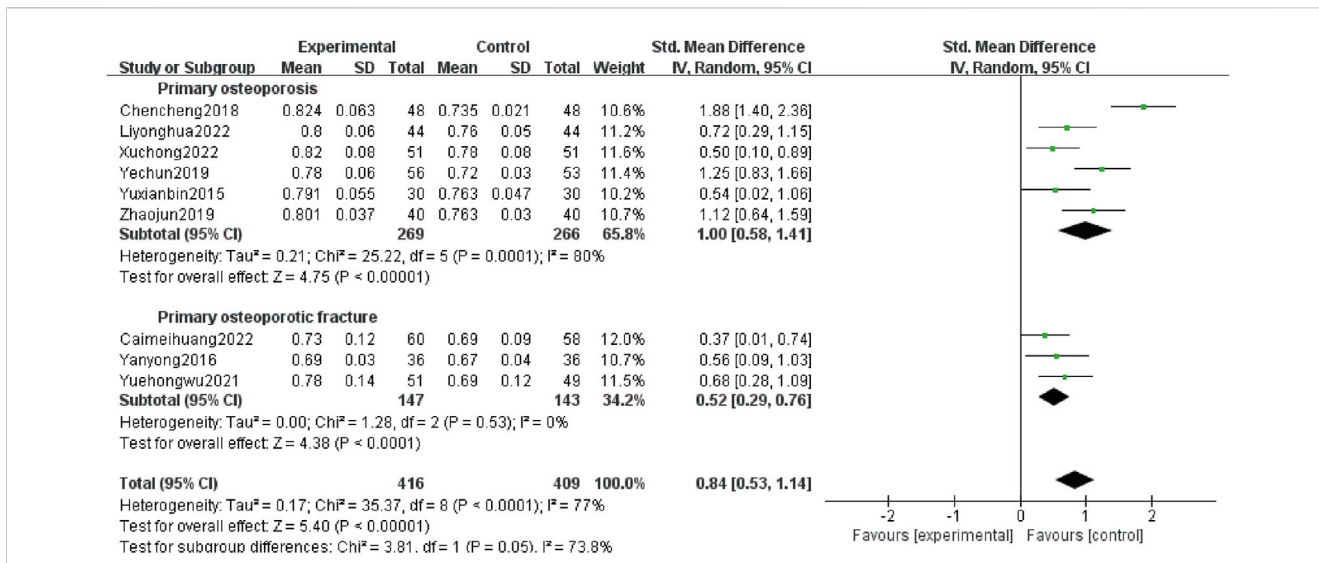 Experimental Control Std. Mean Difference Std. Mean Difference
Study or Subgroup Mean SD Total Mean SD Total Weight IV, Random, 95% CI IV, Random, 95% CI
Primary osteoporosis
Chencheng2018 0.824 0.063 48 0.735 0.021 48 10.6% 1.88 [1.40, 2.36]
Liyonghua2022 0.8 0.06 44 0.76 0.05 44 11.2% 0.72 [0.29, 1.15]
Xuchong2022 0.82 0.08 51 0.78 0.08 51 11.6% 0.50 [0.10, 0.89]
Yechun2019 0.78 0.06 56 0.72 0.03 53 11.4% 1.25 [0.83, 1.66]
Yuxianbin2015 0.791 0.055 30 0.763 0.047 30 10.2% 0.54 [0.02, 1.06]
Zhaojun2019 0.801 0.037 40 0.763 0.03 40 10.7% 1.12 [0.64, 1.59]
Subtotal (95% CI) 269 266 65.8% 1.00 [0.58, 1.41]
Heterogeneity: Tau² = 0.21; Chi² = 25.22, df = 5 (P = 0.0001); I² = 80%
Test for overall effect: Z = 4.75 (P < 0.00001)
Primary osteoporotic fracture
Caimeihuang2022 0.73 0.12 60 0.69 0.09 58 12.0% 0.37 [0.01, 0.74]
Yanyong2016 0.69 0.03 36 0.67 0.04 36 10.7% 0.56 [0.09, 1.03]
Yuehongwu2021 0.78 0.14 51 0.69 0.12 49 11.5% 0.68 [0.28, 1.09]
Subtotal (95% CI) 147 143 34.2% 0.52 [0.29, 0.76]
Heterogeneity: Tau² = 0.00; Chi² = 1.28, df = 2 (P = 0.53); I² = 0%
Test for overall effect: Z = 4.38 (P < 0.0001)
Total (95% CI) 416 409 100.0% 0.84 [0.53, 1.14]
Heterogeneity: Tau² = 0.17; Chi² = 35.37, df = 8 (P < 0.0001); I² = 77%
Test for overall effect: Z = 5.40 (P < 0.00001)
Test for subgroup differences: Chi² = 3.81, df = 1 (P = 0.05), I² = 73.8%
-2 -1 0 1 2
Favours [experimental] Favours [control]